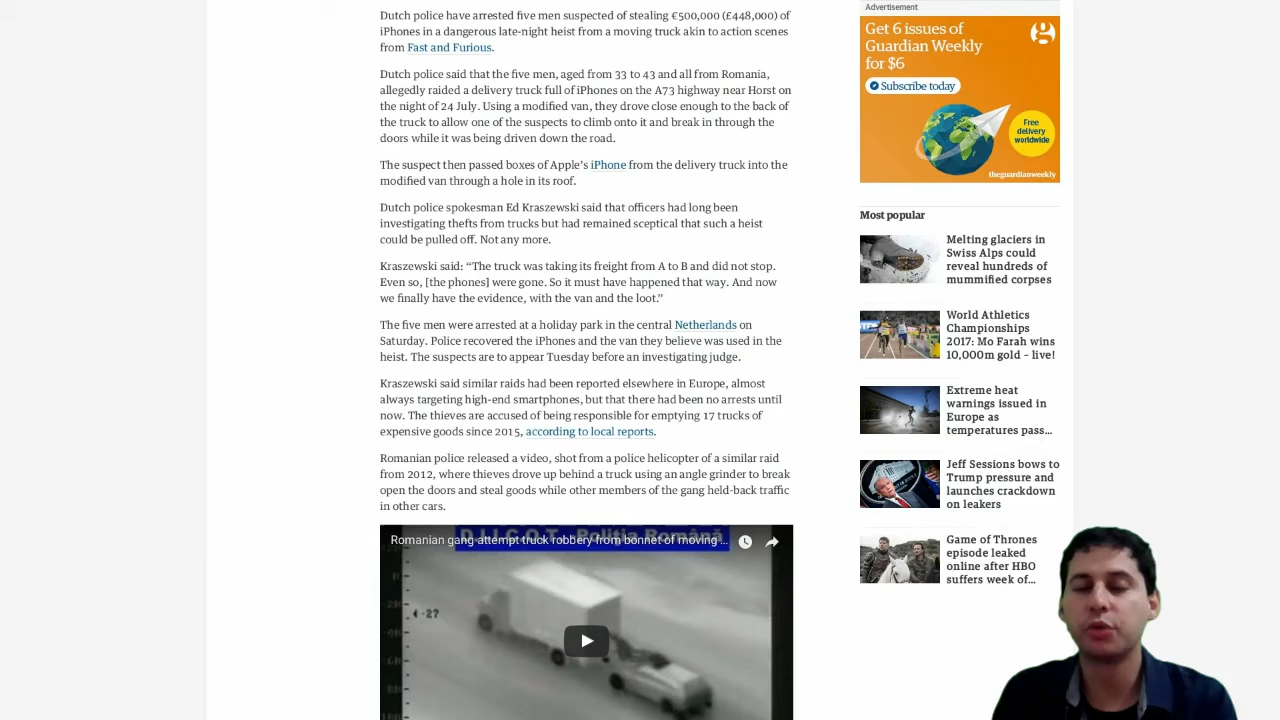 Dutch police have arrested five men suspected of stealing €500,000 (£448,000) of
iPhones in a dangerous late-night heist from a moving truck akin to action scenes
from Fast and Furious.
Dutch police said that the five men, aged from 33 to 43 and all from Romania,
allegedly raided a delivery truck full of iPhones on the A73 highway near Horst on
the night of 24 July. Using a modified van, they drove close enough to the back of
the truck to allow one of the suspects to climb onto it and break in through the
doors while it was being driven down the road.
The suspect then passed boxes of Apple’s iPhone from the delivery truck into the
modified van through a hole in its roof.
Dutch police spokesman Ed Kraszewski said that officers had long been
investigating thefts from trucks but had remained sceptical that such a heist
could be pulled off. Not any more.
Kraszewski said: “The truck was taking its freight from A to B and did not stop.
Even so, [the phones] were gone. So it must have happened that way. And now
we finally have the evidence, with the van and the loot.”
The five men were arrested at a holiday park in the central Netherlands on
Saturday. Police recovered the iPhones and the van they believe was used in the
heist. The suspects are to appear Tuesday before an investigating judge.
Kraszewski said similar raids had been reported elsewhere in Europe, almost
always targeting high-end smartphones, but that there had been no arrests until
now. The thieves are accused of being responsible for emptying 17 trucks of
expensive goods since 2015, according to local reports.
Romanian police released a video, shot from a police helicopter of a similar raid
from 2012, where thieves drove up behind a truck using an angle grinder to break
open the doors and steal goods while other members of the gang held-back traffic
in other cars.
D.I.I.C.O.T. - Poliția Română
Romanian gang attempt truck robbery from bonnet of moving ...
-27
Advertisement
Get 6 issues of
Guardian Weekly
for $6
Subscribe today
Free
delivery
worldwide
theguardianweekly
Most popular
Melting glaciers in
Swiss Alps could
reveal hundreds of
mummified corpses
World Athletics
Championships
2017: Mo Farah wins
10,000m gold – live!
Extreme heat
warnings issued in
Europe as
temperatures pass...
Jeff Sessions bows to
Trump pressure and
launches crackdown
on leakers
Game of Thrones
episode leaked
online after HBO
suffers week of...